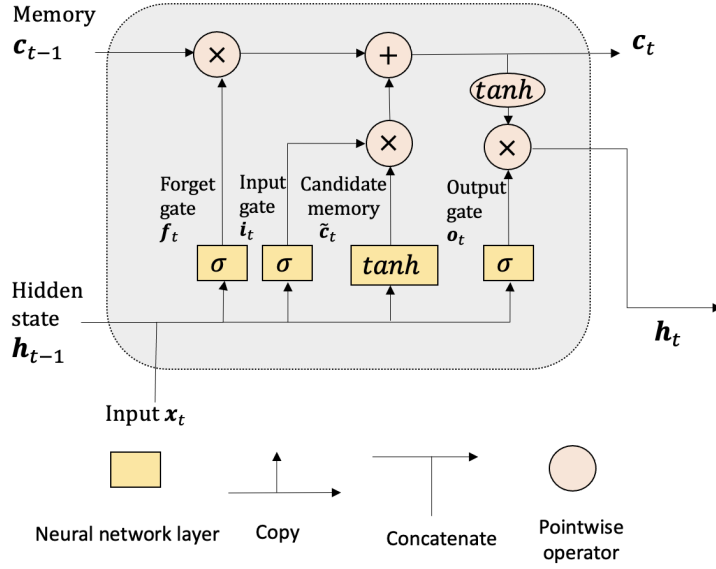 Memory
c_{t−1}
×
+
c_t
tanh
×
×
Forget
gate
f_t
Input
gate
i_t
Candidate
memory
c̃_t
Output
gate
o_t
σ
σ
tanh
σ
Hidden
state
h_{t−1}
h_t
Input x_t
Neural network layer
Copy
Concatenate
Pointwise
operator